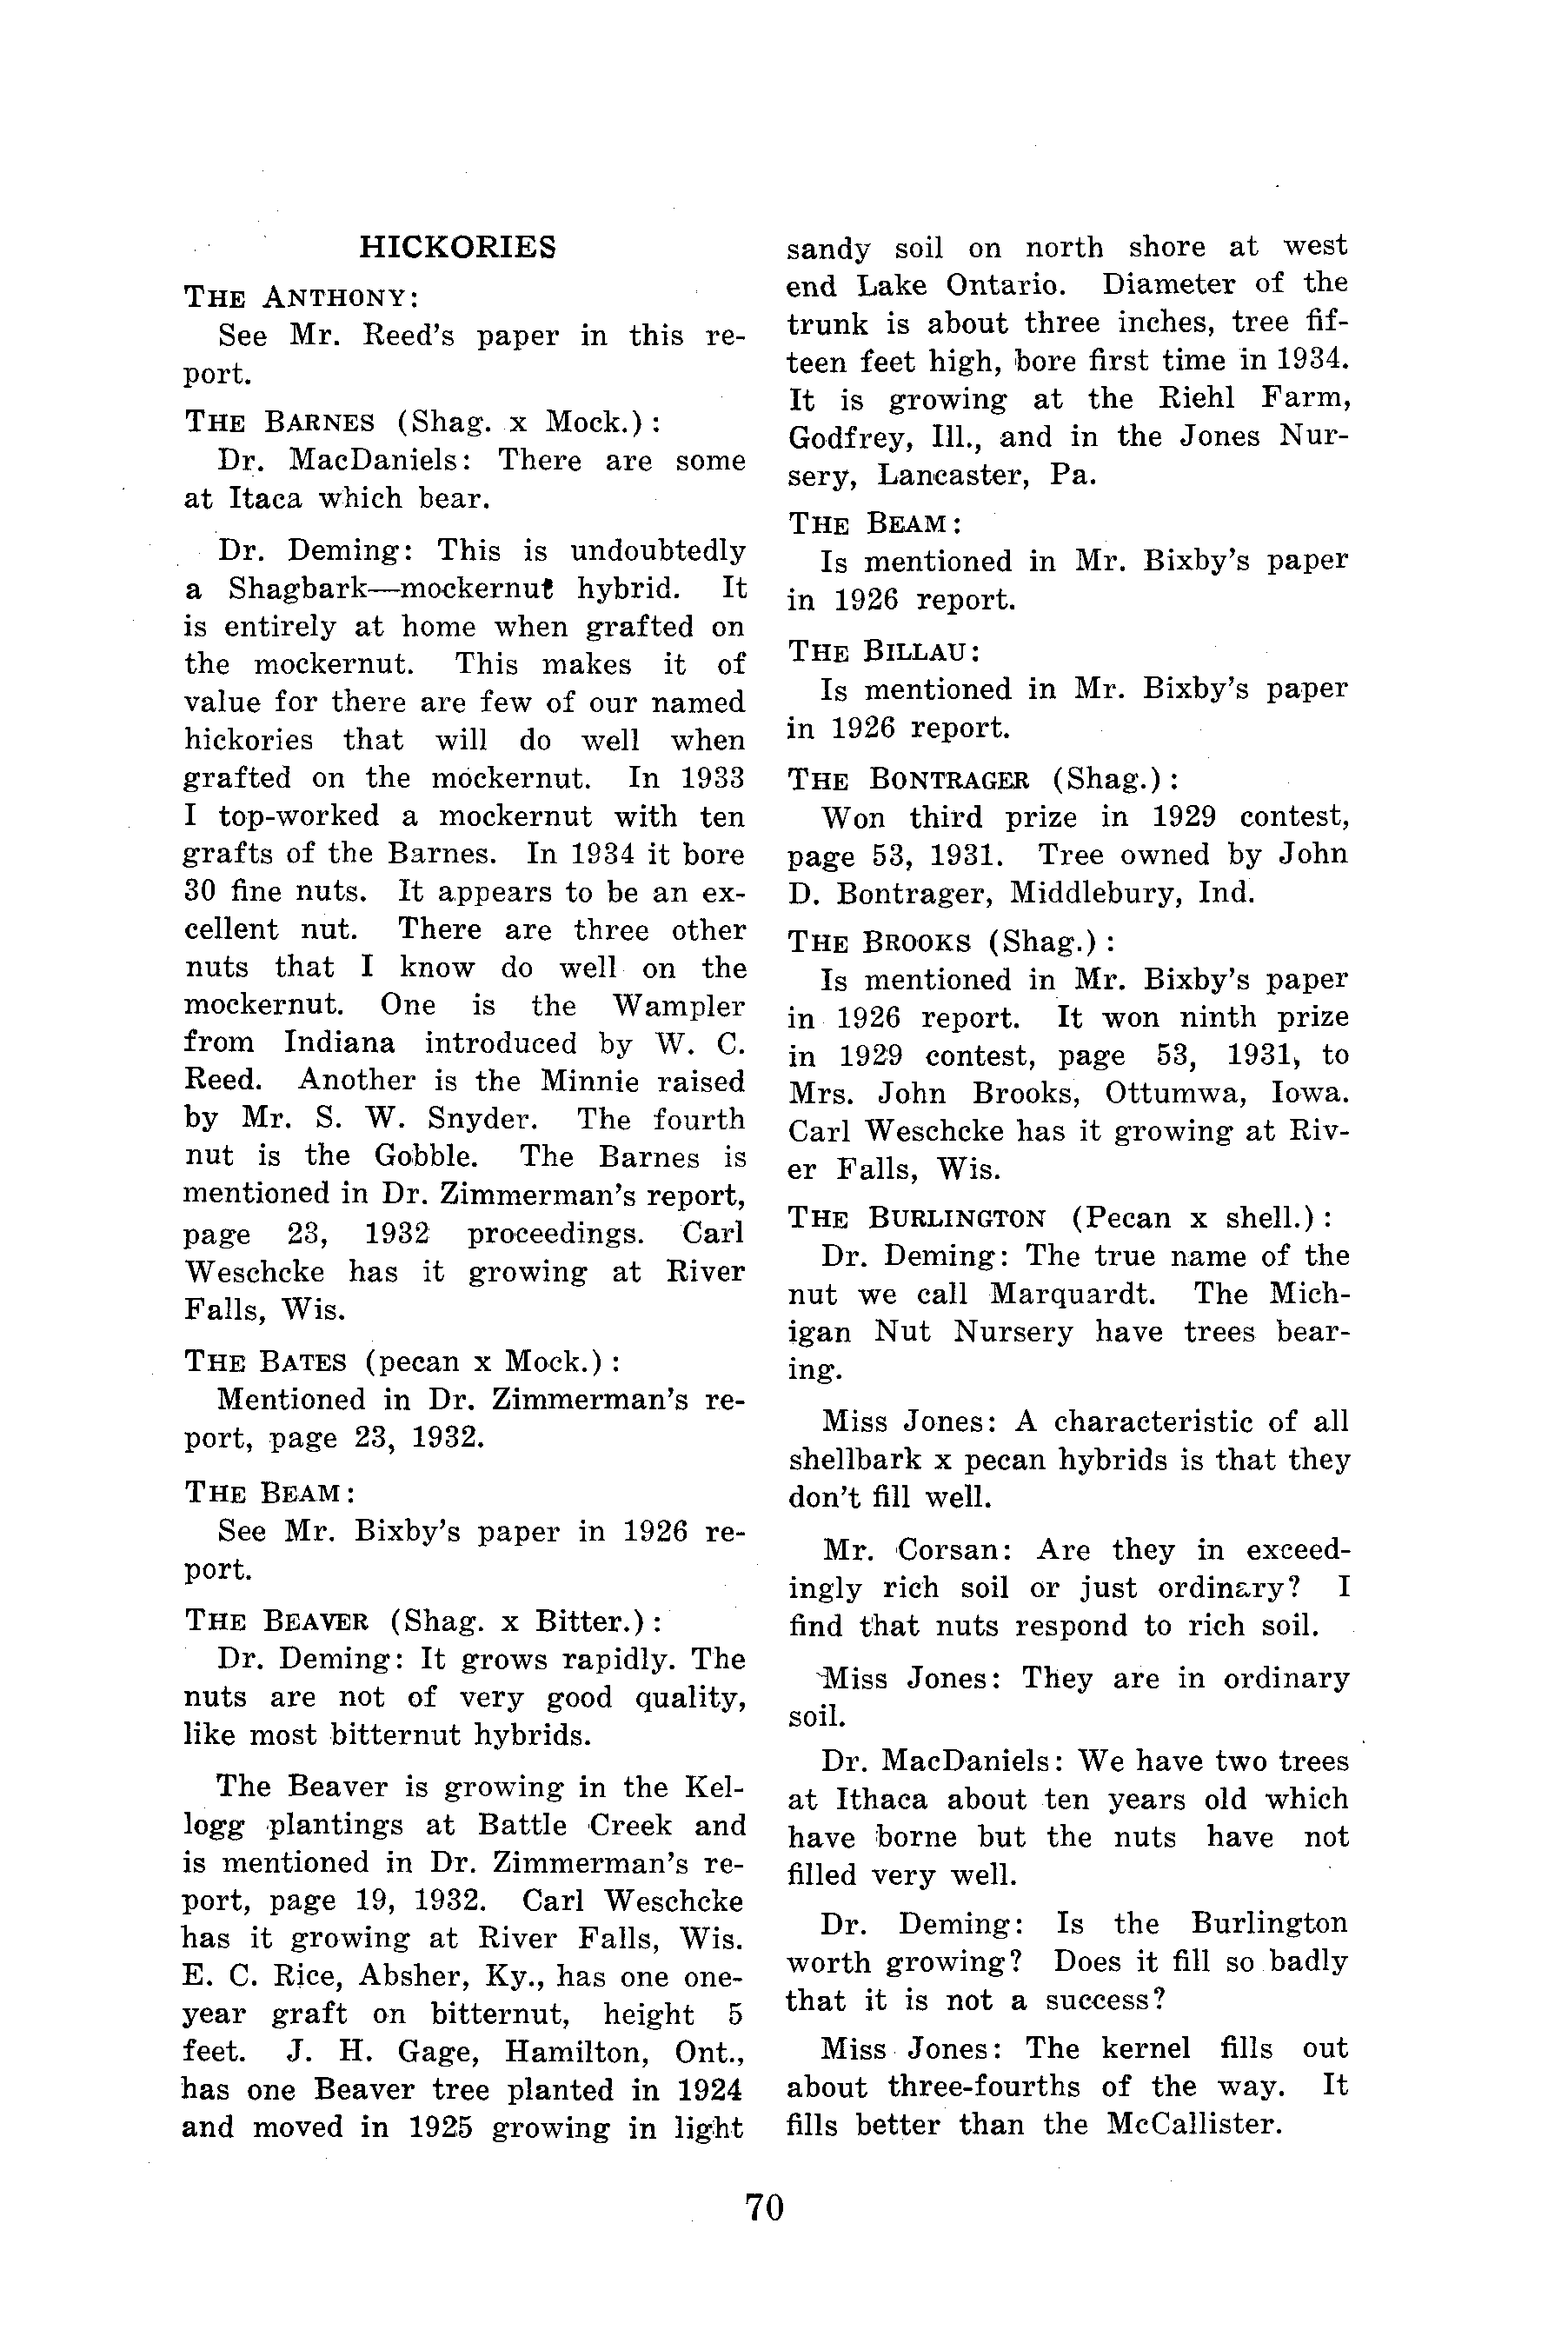 HICKORIES
THE ANTHONY:
See Mr. Reed's paper in this re-
port.
THE BARNES (Shag. x Mock.):
Dr. MacDaniels: There are some
at Itaca which bear.
Dr. Deming: This is undoubtedly
a Shagbark—mockernut hybrid. It
is entirely at home when grafted on
the mockernut. This makes it of
value for there are few of our named
hickories that will do well when
grafted on the mockernut. In 1933
I top-worked a mockernut with ten
grafts of the Barnes. In 1934 it bore
30 fine nuts. It appears to be an ex-
cellent nut. There are three other
nuts that I know do well on the
mockernut. One is the Wampler
from Indiana introduced by W. C.
Reed. Another is the Minnie raised
by Mr. S. W. Snyder. The fourth
nut is the Gobble. The Barnes is
mentioned in Dr. Zimmerman's report,
page 23, 1932 proceedings. Carl
Weschcke has it growing at River
Falls, Wis.
THE BATES (pecan x Mock.):
Mentioned in Dr. Zimmerman's re-
port, page 23, 1932.
THE BEAM:
See Mr. Bixby's paper in 1926 re-
port.
THE BEAVER (Shag. x Bitter.):
Dr. Deming: It grows rapidly. The
nuts are not of very good quality,
like most bitternut hybrids.
The Beaver is growing in the Kel-
logg plantings at Battle Creek and
is mentioned in Dr. Zimmerman's re-
port, page 19, 1932. Carl Weschcke
has it growing at River Falls, Wis.
E. C. Rice, Absher, Ky., has one one-
year graft on bitternut, height 5
feet. J. H. Gage, Hamilton, Ont.,
has one Beaver tree planted in 1924
and moved in 1925 growing in light
sandy soil on north shore at west
end Lake Ontario. Diameter of the
trunk is about three inches, tree fif-
teen feet high, bore first time in 1934.
It is growing at the Riehl Farm,
Godfrey, Ill., and in the Jones Nur-
sery, Lancaster, Pa.
THE BEAM:
Is mentioned in Mr. Bixby's paper
in 1926 report.
THE BILLAU:
Is mentioned in Mr. Bixby's paper
in 1926 report.
THE BONTRAGER (Shag.):
Won third prize in 1929 contest,
page 53, 1931. Tree owned by John
D. Bontrager, Middlebury, Ind.
THE BROOKS (Shag.):
Is mentioned in Mr. Bixby's paper
in 1926 report. It won ninth prize
in 1929 contest, page 53, 1931, to
Mrs. John Brooks, Ottumwa, Iowa.
Carl Weschcke has it growing at Riv-
er Falls, Wis.
THE BURLINGTON (Pecan x shell.):
Dr. Deming: The true name of the
nut we call Marquardt. The Mich-
igan Nut Nursery have trees bear-
ing.
Miss Jones: A characteristic of all
shellbark x pecan hybrids is that they
don't fill well.
Mr. Corsan: Are they in exceed-
ingly rich soil or just ordinary? I
find that nuts respond to rich soil.
Miss Jones: They are in ordinary
soil.
Dr. MacDaniels: We have two trees
at Ithaca about ten years old which
have borne but the nuts have not
filled very well.
Dr. Deming: Is the Burlington
worth growing? Does it fill so badly
that it is not a success?
Miss Jones: The kernel fills out
about three-fourths of the way. It
fills better than the McCallister.
70